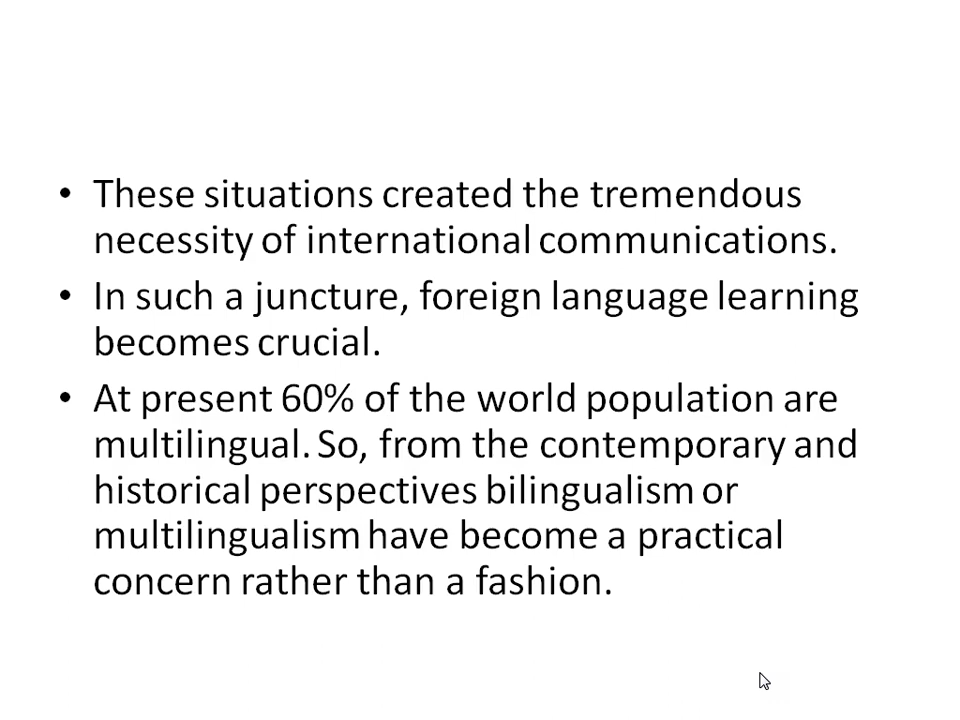 • These situations created the tremendous
necessity of international communications.
• In such a juncture, foreign language learning
becomes crucial.
• At present 60% of the world population are
multilingual. So, from the contemporary and
historical perspectives bilingualism or
multilingualism have become a practical
concern rather than a fashion.